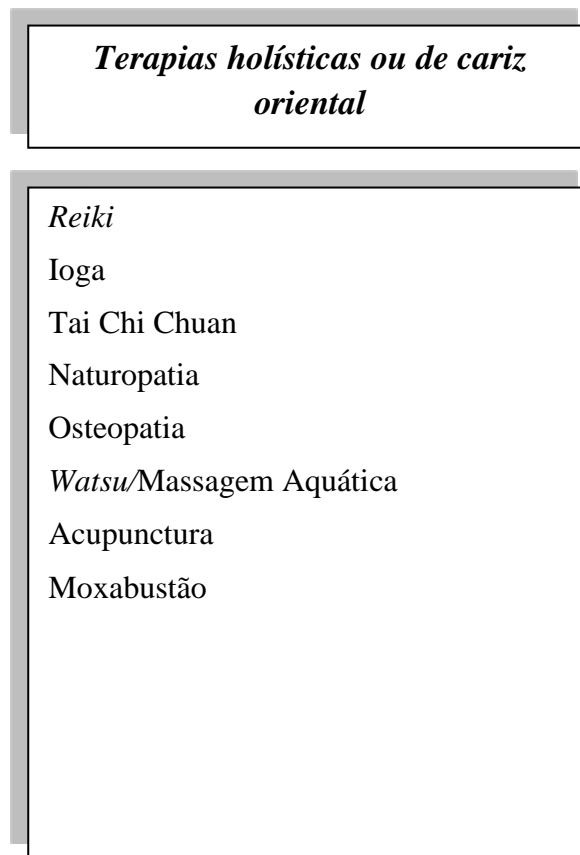 Terapias holísticas ou de cariz
oriental
Reiki
Ioga
Tai Chi Chuan
Naturopatia
Osteopatia
Watsu/Massagem Aquática
Acupunctura
Moxabustão